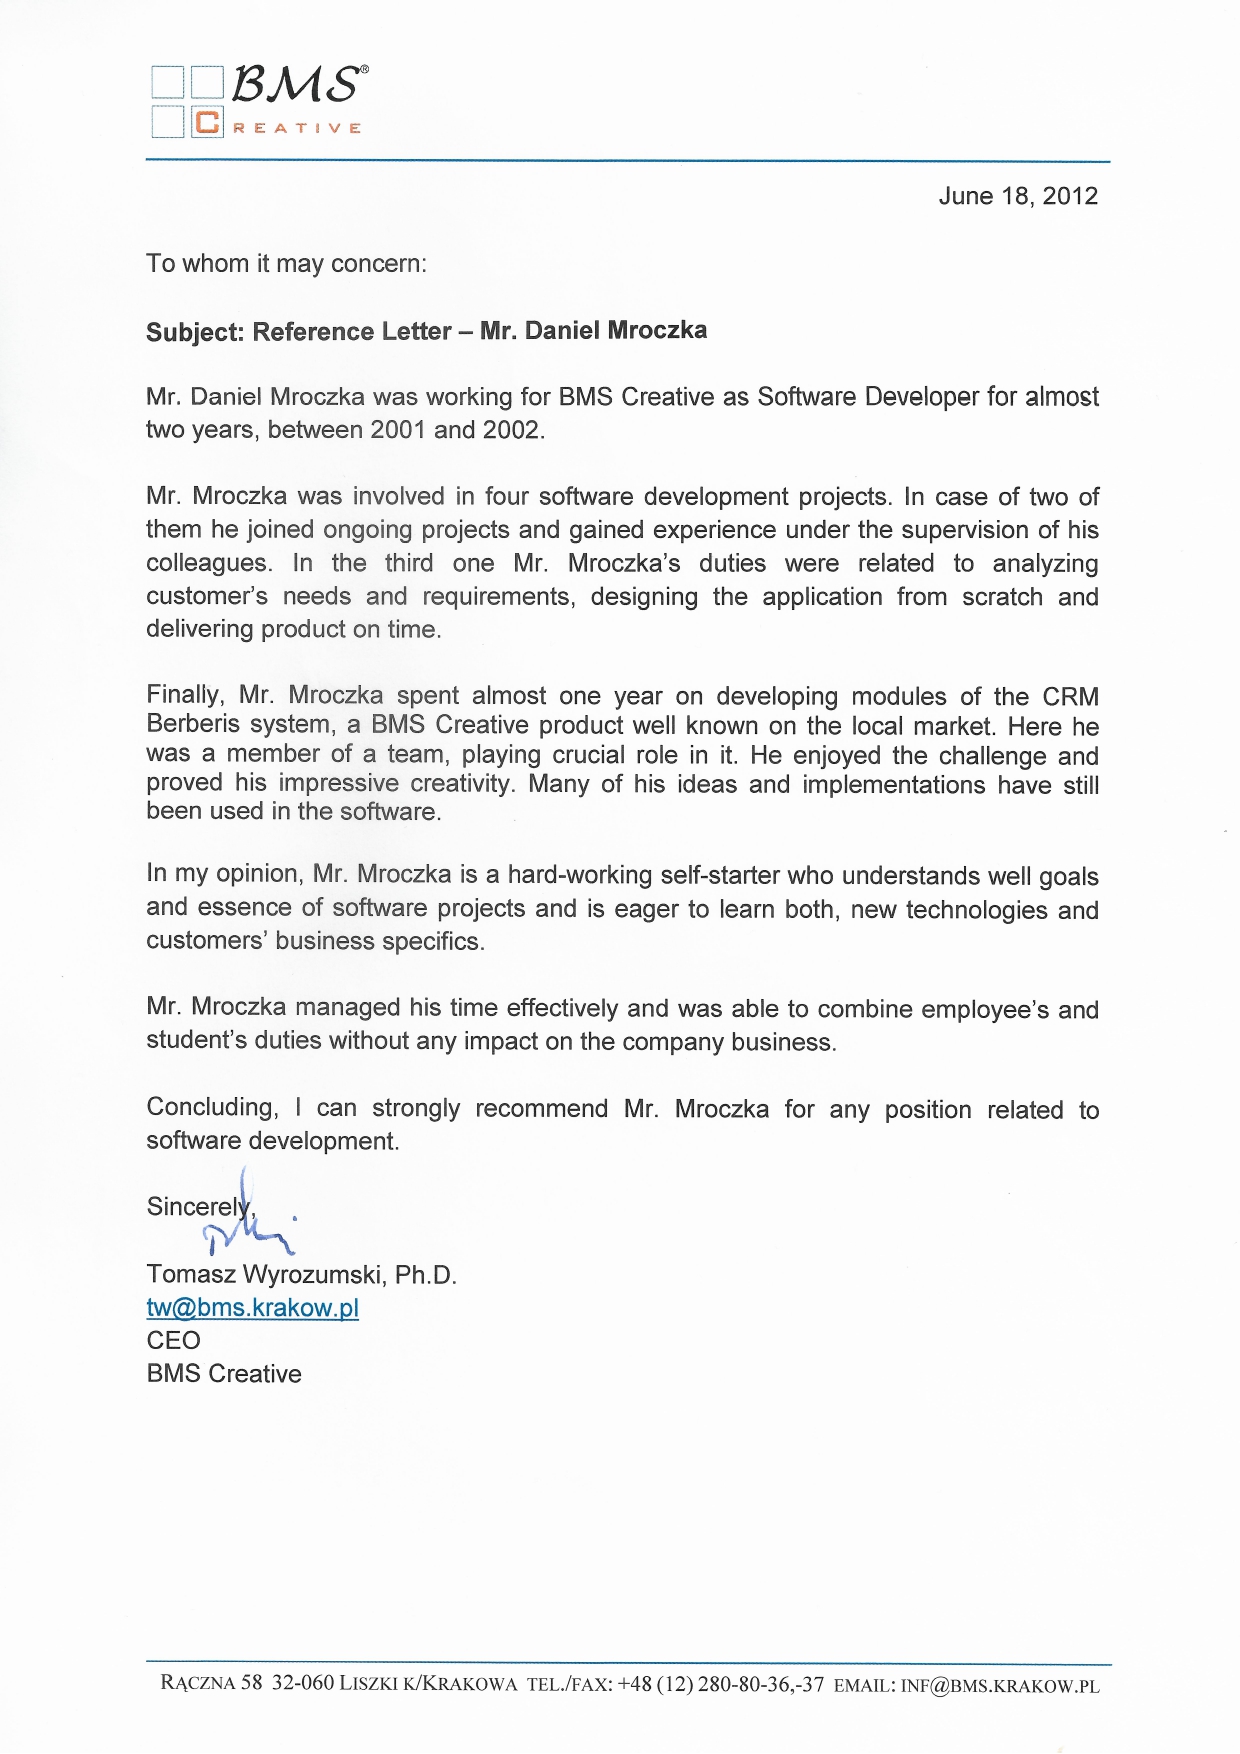 BMS®
CREATIVE
June 18, 2012
To whom it may concern:
Subject: Reference Letter – Mr. Daniel Mroczka
Mr. Daniel Mroczka was working for BMS Creative as Software Developer for almost
two years, between 2001 and 2002.
Mr. Mroczka was involved in four software development projects. In case of two of
them he joined ongoing projects and gained experience under the supervision of his
colleagues. In the third one Mr. Mroczka’s duties were related to analyzing
customer’s needs and requirements, designing the application from scratch and
delivering product on time.
Finally, Mr. Mroczka spent almost one year on developing modules of the CRM
Berberis system, a BMS Creative product well known on the local market. Here he
was a member of a team, playing crucial role in it. He enjoyed the challenge and
proved his impressive creativity. Many of his ideas and implementations have still
been used in the software.
In my opinion, Mr. Mroczka is a hard-working self-starter who understands well goals
and essence of software projects and is eager to learn both, new technologies and
customers’ business specifics.
Mr. Mroczka managed his time effectively and was able to combine employee’s and
student’s duties without any impact on the company business.
Concluding, I can strongly recommend Mr. Mroczka for any position related to
software development.
Sincerely,
Tomasz Wyrozumski, Ph.D.
tw@bms.krakow.pl
CEO
BMS Creative
RĄCZNA 58 32-060 LISZKI K/KRAKOWA TEL./FAX: +48 (12) 280-80-36,-37 EMAIL: INF@BMS.KRAKOW.PL